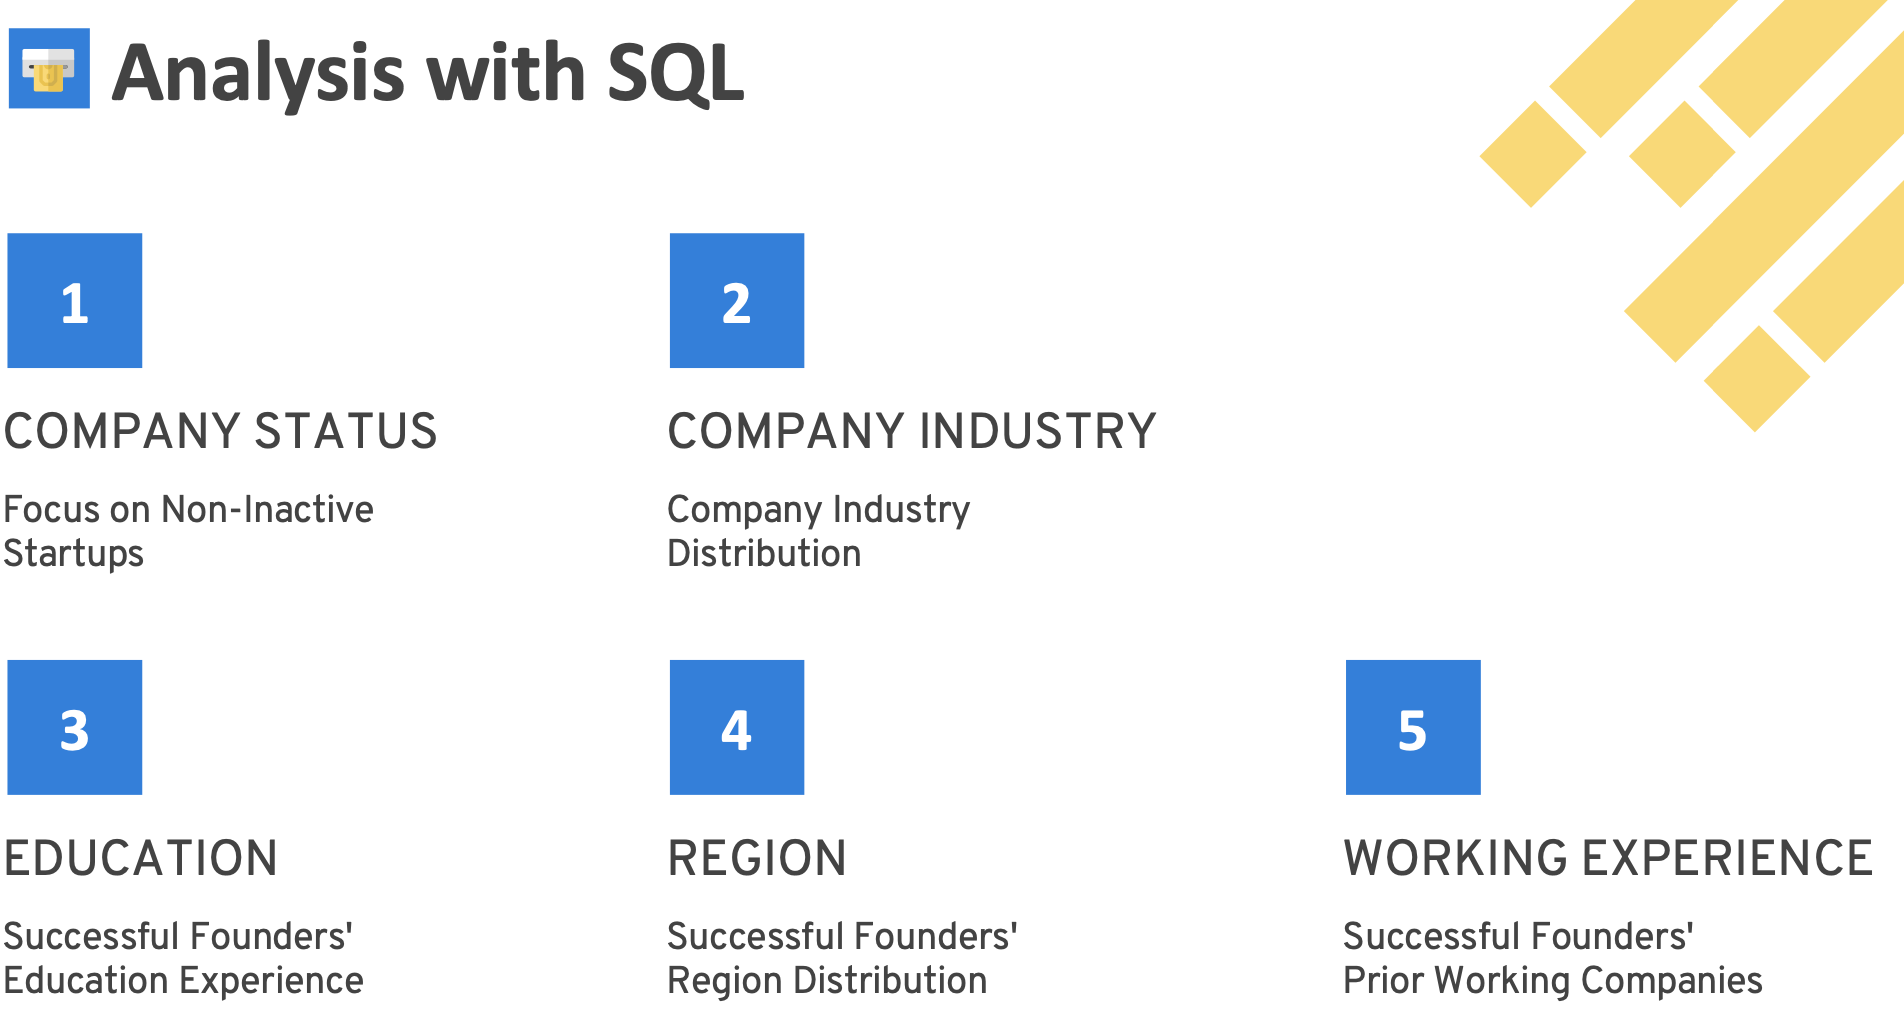 Analysis with SQL
1
COMPANY STATUS
Focus on Non-Inactive
Startups
2
COMPANY INDUSTRY
Company Industry
Distribution
3
EDUCATION
Successful Founders'
Education Experience
4
REGION
Successful Founders'
Region Distribution
5
WORKING EXPERIENCE
Successful Founders'
Prior Working Companies